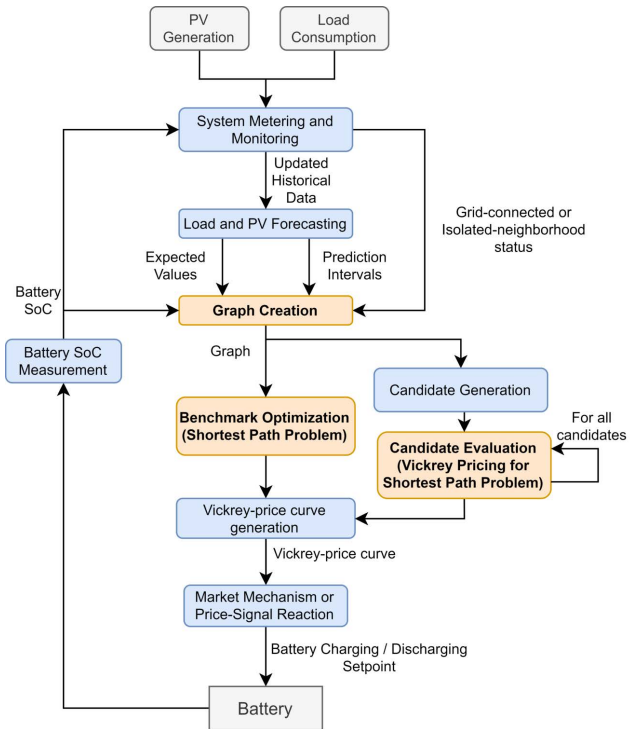 PV
Generation
Load
Consumption
System Metering and
Monitoring
Updated
Historical
Data
Load and PV Forecasting
Grid-connected or
Isolated-neighborhood
status
Expected
Values
Prediction
Intervals
Battery
SoC
Graph Creation
Battery SoC
Measurement
Graph
Candidate Generation
Benchmark Optimization
(Shortest Path Problem)
For all
candidates
Candidate Evaluation
(Vickrey Pricing for
Shortest Path Problem)
Vickrey-price curve
generation
Vickrey-price curve
Market Mechanism or
Price-Signal Reaction
Battery Charging / Discharging
Setpoint
Battery